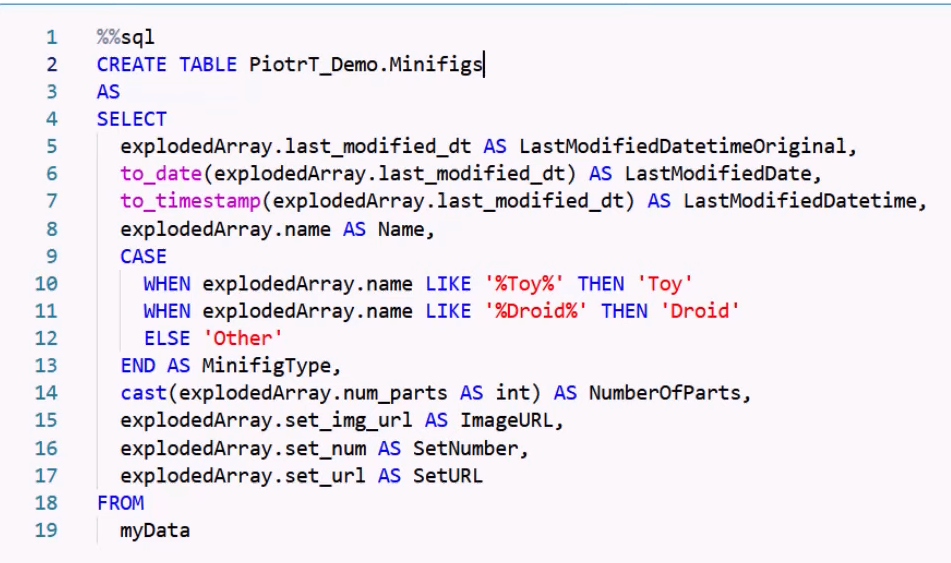 1 %%sql
2 CREATE TABLE PiotrT_Demo.Minifigs
3 AS
4 SELECT
5 explodedArray.last_modified_dt AS LastModifiedDatetimeOriginal,
6 to_date(explodedArray.last_modified_dt) AS LastModifiedDate,
7 to_timestamp(explodedArray.last_modified_dt) AS LastModifiedDatetime,
8 explodedArray.name AS Name,
9 CASE
10 WHEN explodedArray.name LIKE '%Toy%' THEN 'Toy'
11 WHEN explodedArray.name LIKE '%Droid%' THEN 'Droid'
12 ELSE 'Other'
13 END AS MinifigType,
14 cast(explodedArray.num_parts AS int) AS NumberOfParts,
15 explodedArray.set_img_url AS ImageURL,
16 explodedArray.set_num AS SetNumber,
17 explodedArray.set_url AS SetURL
18 FROM
19 myData